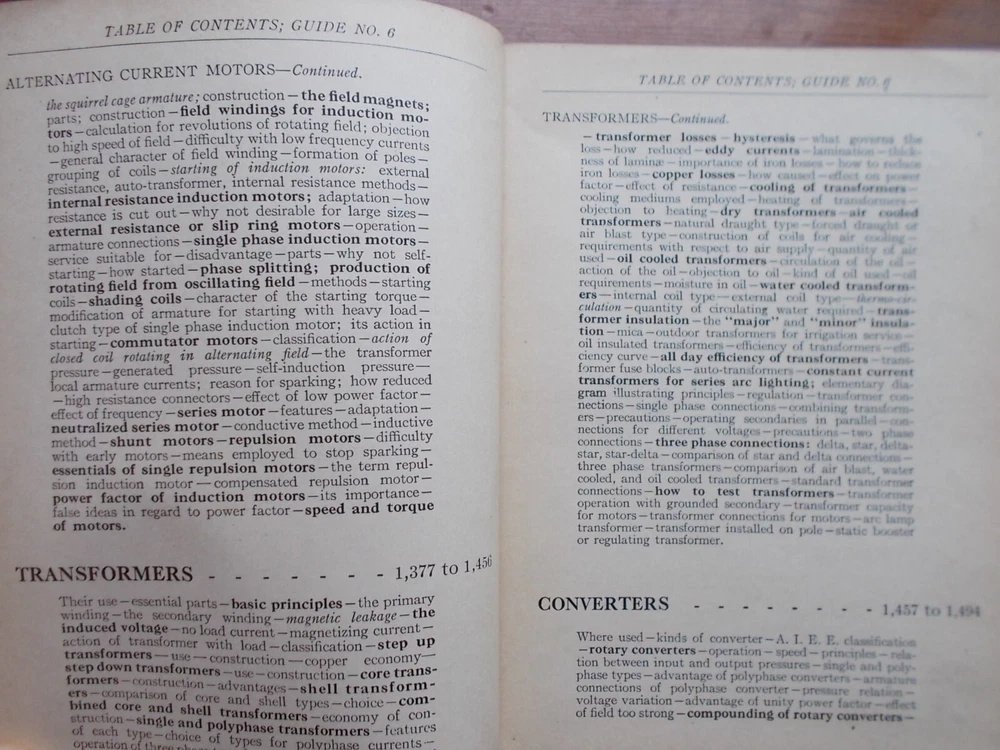 TABLE OF CONTENTS; GUIDE NO. 6
ALTERNATING CURRENT MOTORS—Continued.
the squirrel cage armature; construction—the field magnets;
parts; construction—field windings for induction mo-
tors—calculation for revolutions of rotating field; objection
to high speed of field—difficulty with low frequency currents
—general character of field winding—formation of poles—
grouping of coils—starting of induction motors: external
resistance, auto-transformer, internal resistance methods—
internal resistance induction motors; adaptation—how
resistance is cut out—why not desirable for large sizes—
external resistance or slip ring motors—operation—
armature connections—single phase induction motors—
service suitable for—disadvantage—parts—why not self-
starting—how started—phase splitting; production of
rotating field from oscillating field—methods—starting
coils—shading coils—character of the starting torque—
modification of armature for starting with heavy load—
clutch type of single phase induction motor; its action in
starting—commutator motors—classification—action of
closed coil rotating in alternating field—the transformer
pressure—generated pressure—self-induction pressure—
local armature currents; reason for sparking; how reduced
—high resistance connectors—effect of low power factor—
effect of frequency—series motor—features—adaptation—
neutralized series motor—conductive method—inductive
method—shunt motors—repulsion motors—difficulty
with early motors—means employed to stop sparking—
essentials of single repulsion motors—the term repul-
sion induction motor—compensated repulsion motor—
power factor of induction motors—its importance—
false ideas in regard to power factor—speed and torque
of motors.
TRANSFORMERS - - - - - - - 1,377 to 1,456
Their use—essential parts—basic principles—the primary
winding—the secondary winding—magnetic leakage—the
induced voltage—no load current—magnetizing current—
action of transformer with load—classification—step up
transformers—use—construction—copper economy—
step down transformers—use—construction—core trans-
formers—construction—advantages—shell transform-
ers—comparison of core and shell types—choice—com-
bined core and shell transformers—economy of con-
struction—single and polyphase transformers—features
of each type—choice of types for polyphase currents—
operation of three phase
TABLE OF CONTENTS; GUIDE NO. 6
TRANSFORMERS—Continued.
—transformer losses—hysteresis—what governs the
loss—how reduced—eddy currents—lamination—thick-
ness of laminæ—importance of iron losses—how to reduce
iron losses—copper losses—how caused—effect on power
factor—effect of resistance—cooling of transformers—
cooling mediums employed—heating of transformers—
objection to heating—dry transformers—air cooled
transformers—natural draught type—forced draught or
air blast type—construction of coils for air cooling—
requirements with respect to air supply—quantity of air
used—oil cooled transformers—circulation of the oil—
action of the oil—objection to oil—kind of oil used—oil
requirements—moisture in oil—water cooled transform-
ers—internal coil type—external coil type—thermo-cir-
culation—quantity of circulating water required—trans-
former insulation—the "major" and "minor" insula-
tion—mica—outdoor transformers for irrigation service—
oil insulated transformers—efficiency of transformers—effi-
ciency curve—all day efficiency of transformers—trans-
former fuse blocks—auto-transformers—constant current
transformers for series arc lighting; elementary dia-
gram illustrating principles—regulation—transformer con-
nections—single phase connections—combining transform-
ers—precautions—operating secondaries in parallel—con-
nections for different voltages—precautions—two phase
connections—three phase connections: delta, star, delta-
star, star-delta—comparison of star and delta connections—
three phase transformers—comparison of air blast, water
cooled, and oil cooled transformers—standard transformer
connections—how to test transformers—transformer
operation with grounded secondary—transformer capacity
for motors—transformer connections for motors—arc lamp
transformer—transformer installed on pole—static booster
or regulating transformer.
CONVERTERS - - - - - - - - 1,457 to 1,494
Where used—kinds of converter—A. I. E. E. classification
—rotary converters—operation—speed—principles—rela-
tion between input and output pressures—single and poly-
phase types—advantage of polyphase converters—armature
connections of polyphase converter—pressure relation—
voltage variation—advantage of unity power factor—effect
of field too strong—compounding of rotary converters—